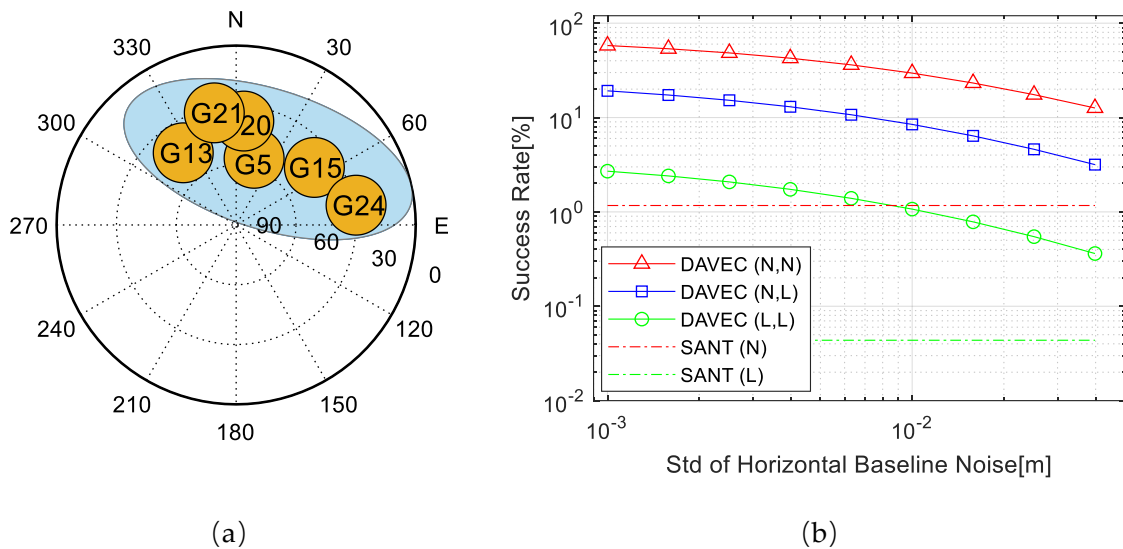 N
330
30
300
60
G21
20
G13
G5
G15
G24
270
90
E
60
30
0
240
120
210
150
180
(a)
Success Rate[%]
10^2
10^1
10^0
10^-1
10^-2
DAVEC (N,N)
DAVEC (N,L)
DAVEC (L,L)
SANT (N)
SANT (L)
10^-3
10^-2
Std of Horizontal Baseline Noise[m]
(b)